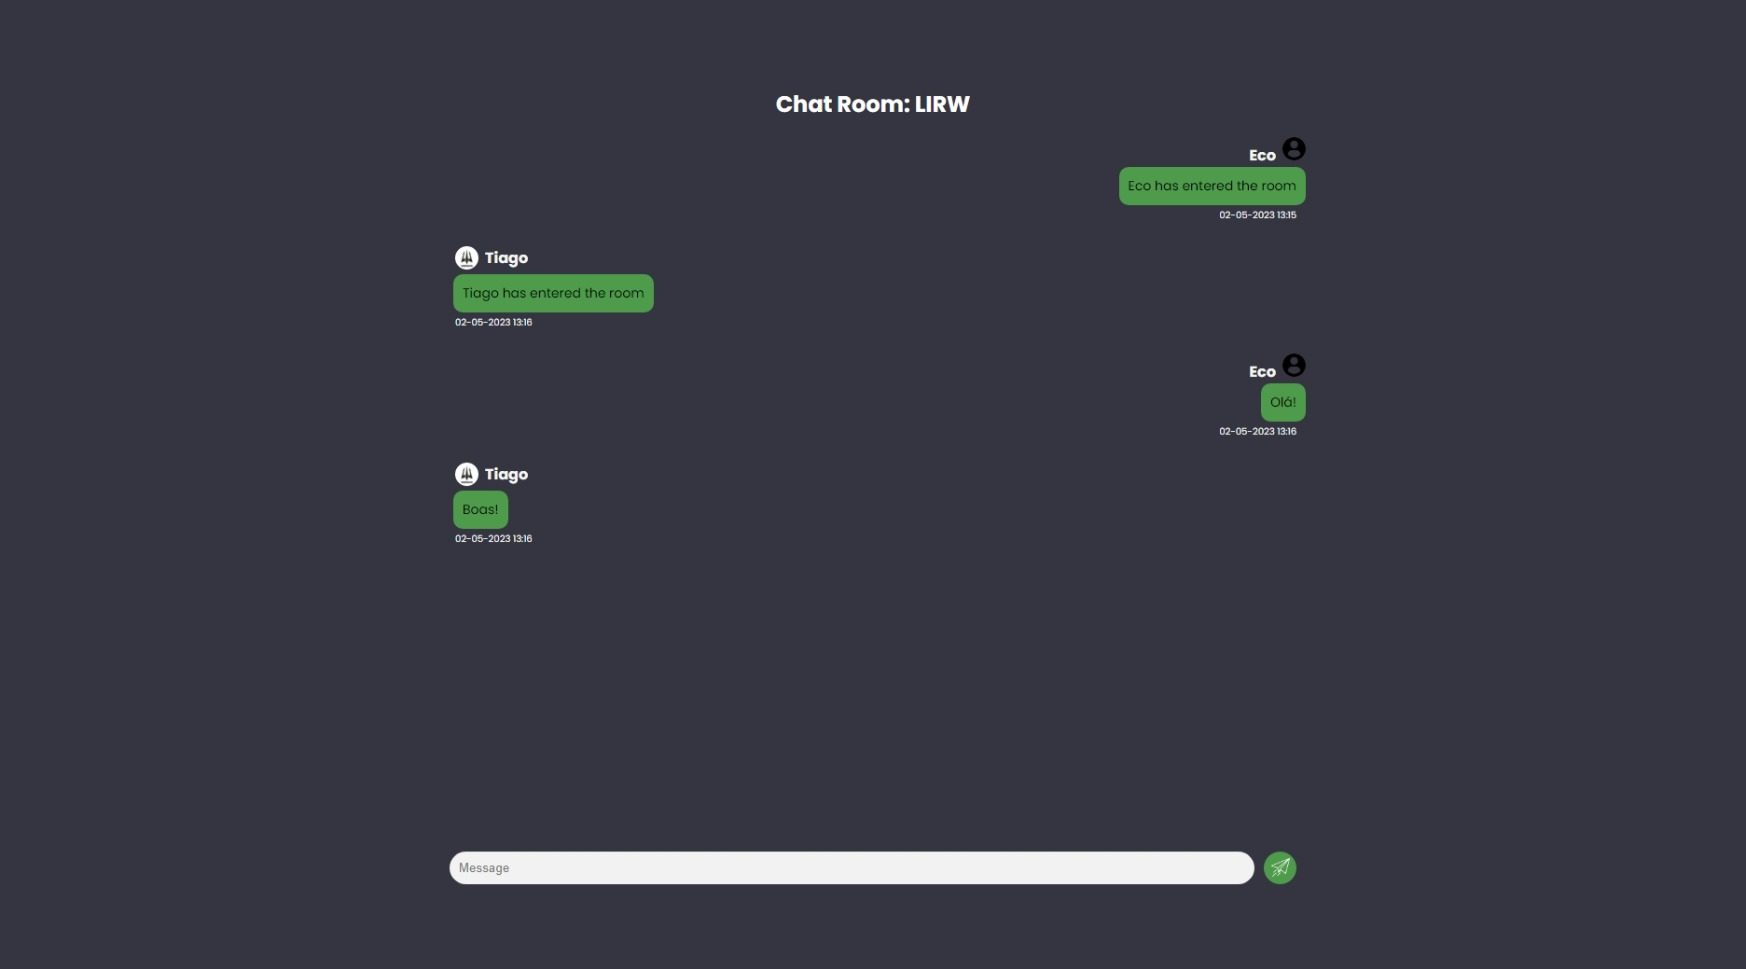 Chat Room: LIRW
Eco
Eco has entered the room
02-05-2023 13:15
Tiago
Tiago has entered the room
02-05-2023 13:16
Eco
Olá!
02-05-2023 13:16
Tiago
Boas!
02-05-2023 13:16
Message